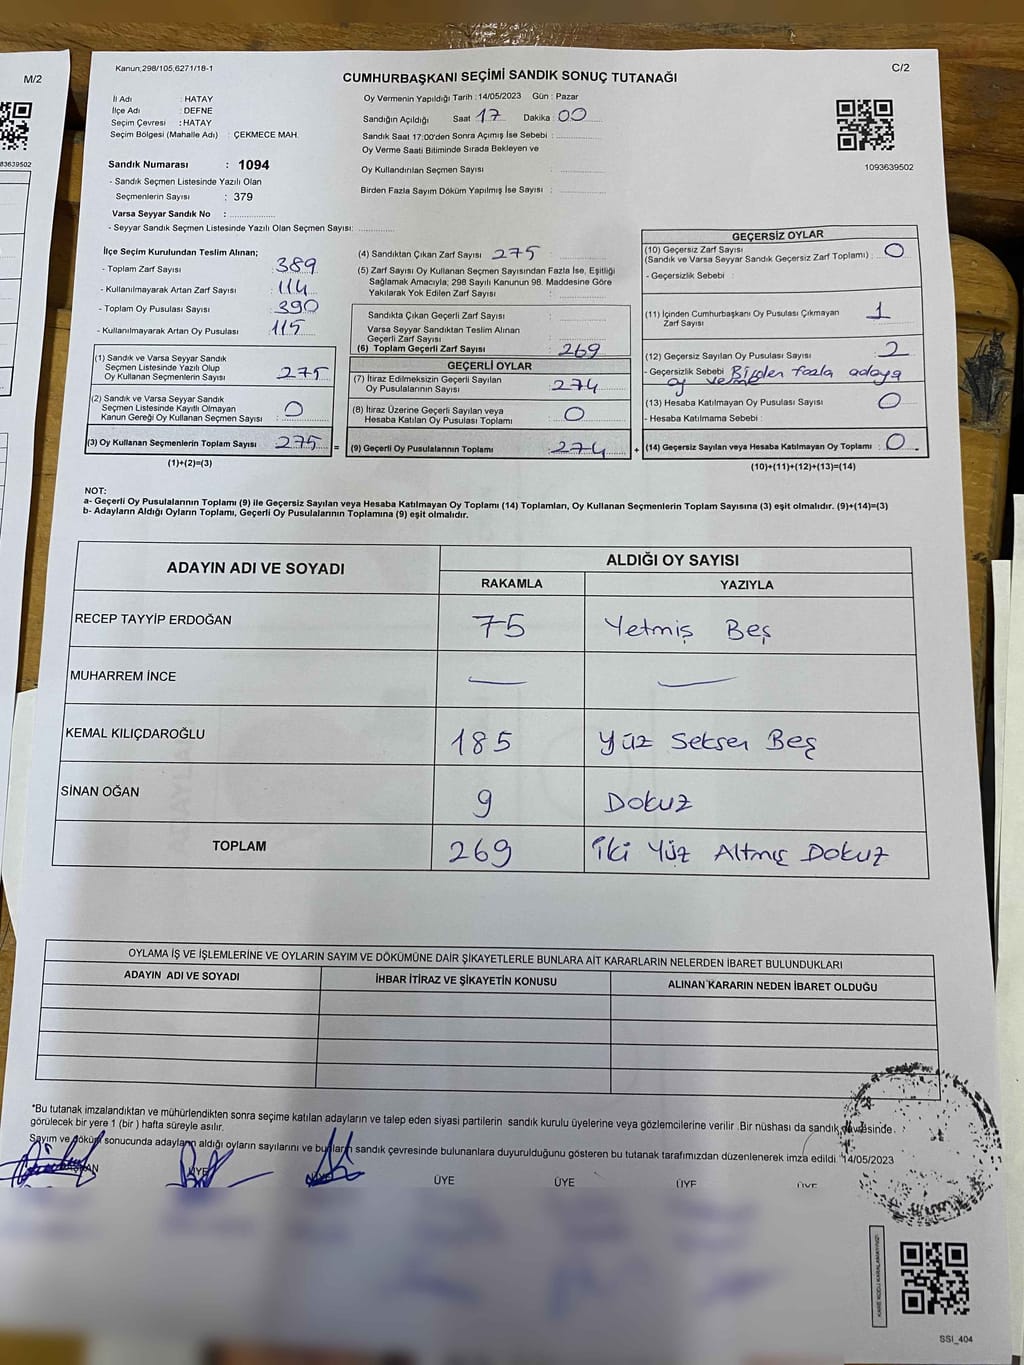 M/2
83639502
Kanun,298/105,6271/18-1
C/2
CUMHURBAŞKANI SEÇİMİ SANDIK SONUÇ TUTANAĞI
İl Adı : HATAY
İlçe Adı : DEFNE
Seçim Çevresi : HATAY
Seçim Bölgesi (Mahalle Adı) : ÇEKMECE MAH.
Sandık Numarası : 1094
- Sandık Seçmen Listesinde Yazılı Olan
Seçmenlerin Sayısı : 379
Varsa Seyyar Sandık No :
- Seyyar Sandık Seçmen Listesinde Yazılı Olan Seçmen Sayısı:
Oy Vermenin Yapıldığı Tarih : 14/05/2023 Gün : Pazar
Sandığın Açıldığı Saat 17 Dakika : 00
Sandık Saat 17:00'den Sonra Açımış İse Sebebi :
Oy Verme Saati Bitiminde Sırada Bekleyen ve
Oy Kullandırılan Seçmen Sayısı :
Birden Fazla Sayım Döküm Yapılmış İse Sayısı :
1093639502
İlçe Seçim Kurulundan Teslim Alınan;
- Toplam Zarf Sayısı : 389
- Kullanılmayarak Artan Zarf Sayısı : 114
- Toplam Oy Pusulası Sayısı : 390
- Kullanılmayarak Artan Oy Pusulası : 115
(1) Sandık ve Varsa Seyyar Sandık
Seçmen Listesinde Yazılı Olup
Oy Kullanan Seçmenlerin Sayısı : 275
(2) Sandık ve Varsa Seyyar Sandık
Seçmen Listesinde Kayıtlı Olmayan
Kanun Gereği Oy Kullanan Seçmen Sayısı : 0
(3) Oy Kullanan Seçmenlerin Toplam Sayısı : 275 =
(1)+(2)=(3)
(4) Sandıktan Çıkan Zarf Sayısı 275 :
(5) Zarf Sayısı Oy Kullanan Seçmen Sayısından Fazla İse, Eşitliği
Sağlamak Amacıyla; 298 Sayılı Kanunun 98. Maddesine Göre
Yakılarak Yok Edilen Zarf Sayısı :
Sandıkta Çıkan Geçerli Zarf Sayısı :
Varsa Seyyar Sandıktan Teslim Alınan
Geçerli Zarf Sayısı :
(6) Toplam Geçerli Zarf Sayısı : 269
GEÇERLİ OYLAR
(7) İtiraz Edilmeksizin Geçerli Sayılan
Oy Pusulalarının Sayısı : 274
(8) İtiraz Üzerine Geçerli Sayılan veya
Hesaba Katılan Oy Pusulası Toplamı : 0
(9) Geçerli Oy Pusulalarının Toplamı : 274 +
GEÇERSİZ OYLAR
(10) Geçersiz Zarf Sayısı
(Sandık ve Varsa Seyyar Sandık Geçersiz Zarf Toplamı) : 0
- Geçersizlik Sebebi :
(11) İçinden Cumhurbaşkanı Oy Pusulası Çıkmayan
Zarf Sayısı : 1
(12) Geçersiz Sayılan Oy Pusulası Sayısı : 2
- Geçersizlik Sebebi Birden fazla adaya
oy verme
(13) Hesaba Katılmayan Oy Pusulası Sayısı : 0
- Hesaba Katılmama Sebebi :
(14) Geçersiz Sayılan veya Hesaba Katılmayan Oy Toplamı : 0
(10)+(11)+(12)+(13)=(14)
NOT:
a- Geçerli Oy Pusulalarının Toplamı (9) ile Geçersiz Sayılan veya Hesaba Katılmayan Oy Toplamı (14) Toplamları, Oy Kullanan Seçmenlerin Toplam Sayısına (3) eşit olmalıdır. (9)+(14)=(3)
b- Adayların Aldığı Oyların Toplamı, Geçerli Oy Pusulalarının Toplamına (9) eşit olmalıdır.
ADAYIN ADI VE SOYADI ALDIĞI OY SAYISI
RAKAMLA YAZIYLA
RECEP TAYYİP ERDOĞAN 75 Yetmiş Beş
MUHARREM İNCE — —
KEMAL KILIÇDAROĞLU 185 Yüz Seksen Beş
SİNAN OĞAN 9 Dokuz
TOPLAM 269 İki Yüz Altmış Dokuz
OYLAMA İŞ VE İŞLEMLERİNE VE OYLARIN SAYIM VE DÖKÜMÜNE DAİR ŞİKAYETLERLE BUNLARA AİT KARARLARIN NELERDEN İBARET BULUNDUKLARI
ADAYIN ADI VE SOYADI İHBAR İTİRAZ VE ŞİKAYETİN KONUSU ALINAN KARARIN NEDEN İBARET OLDUĞU
*Bu tutanak imzalandıktan ve mühürlendikten sonra seçime katılan adayların ve talep eden siyasi partilerin sandık kurulu üyelerine veya gözlemcilerine verilir .Bir nüshası da sandık çevresinde
görülecek bir yere 1 (bir ) hafta süreyle asılır.
Sayım ve döküm sonucunda adayların aldığı oyların sayılarını ve bunların sandık çevresinde bulunanlara duyurulduğunu gösteren bu tutanak tarafımızdan düzenlenerek imza edildi. 14/05/2023
ÜYE ÜYE ÜYE ÜYE ÜYE
SSI_404